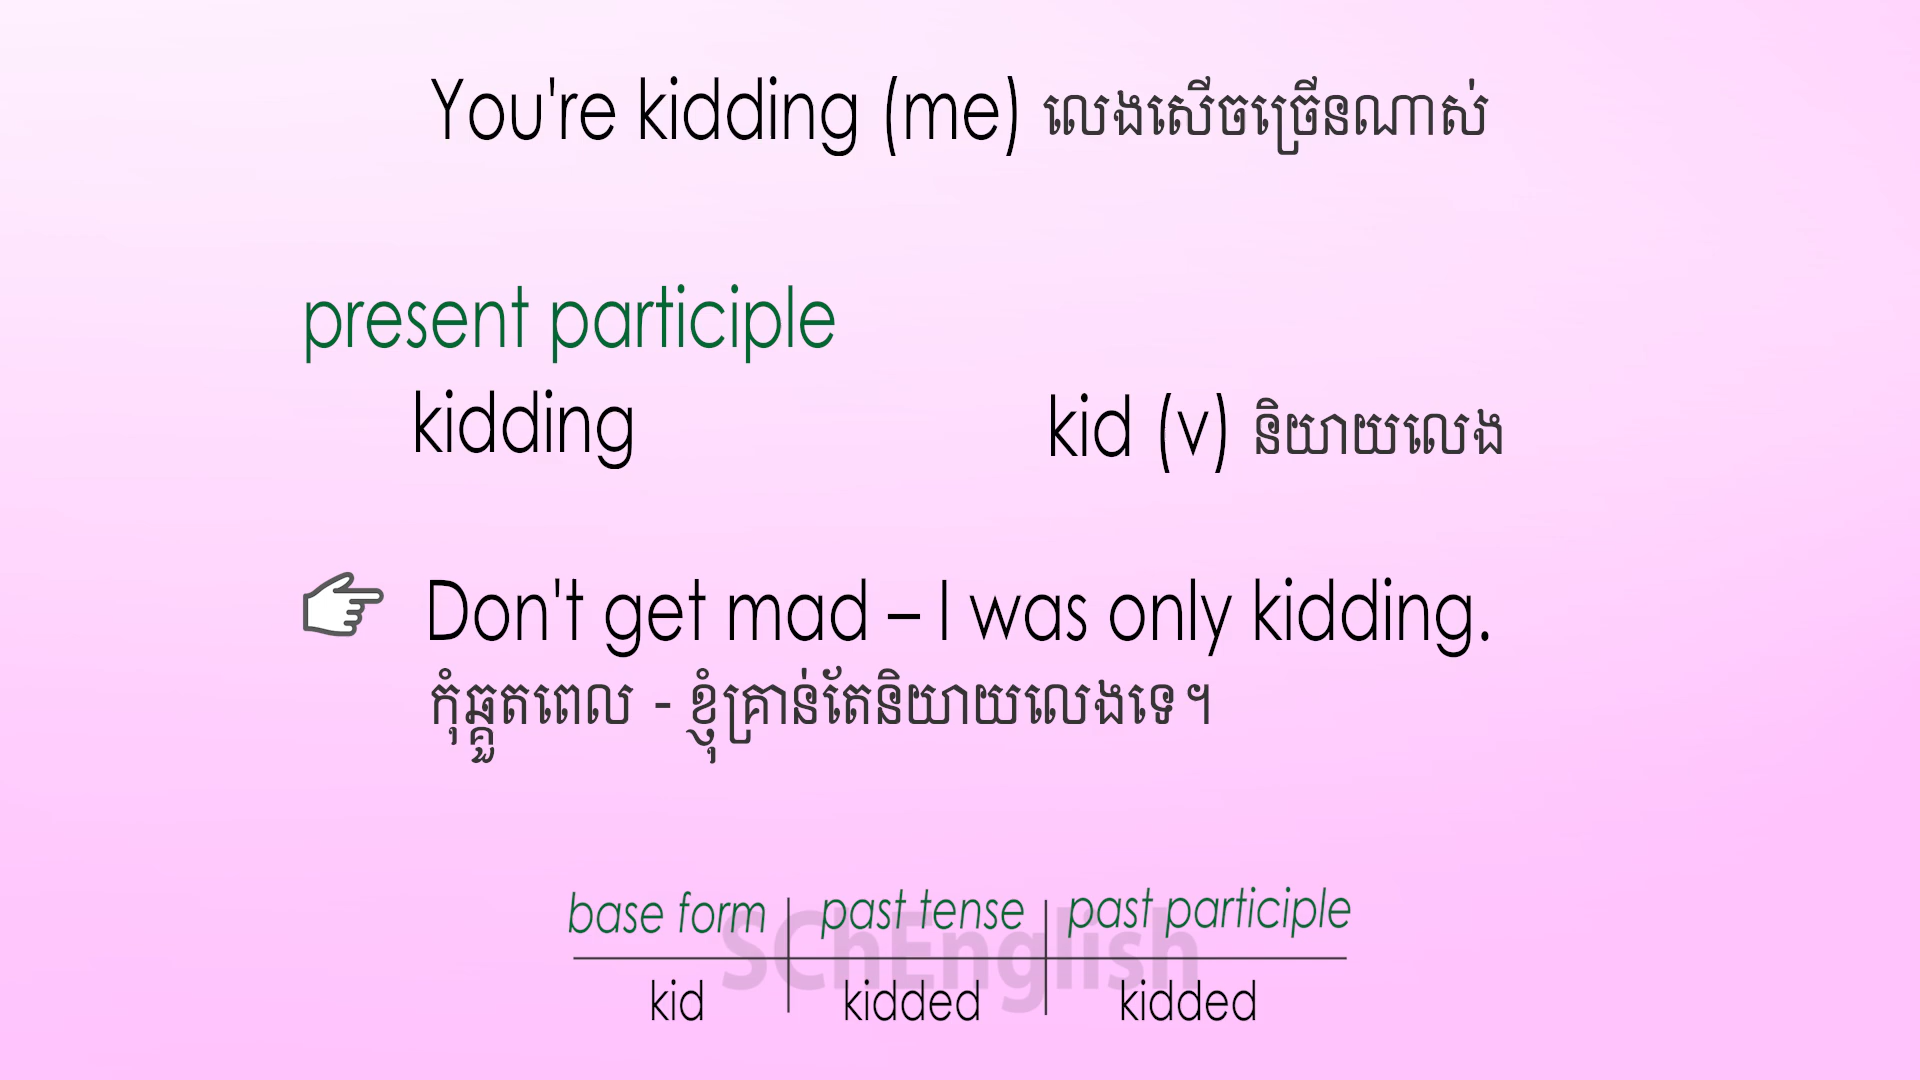 You're kidding (me) លេងសើចច្រើនណាស់
present participle
kidding kid (v) និយាយលេង
Don't get mad – I was only kidding.
កុំឆ្គួតពេល - ខ្ញុំគ្រាន់តែនិយាយលេងទេ។
base form past tense past participle
SChEnglish
kid kidded kidded